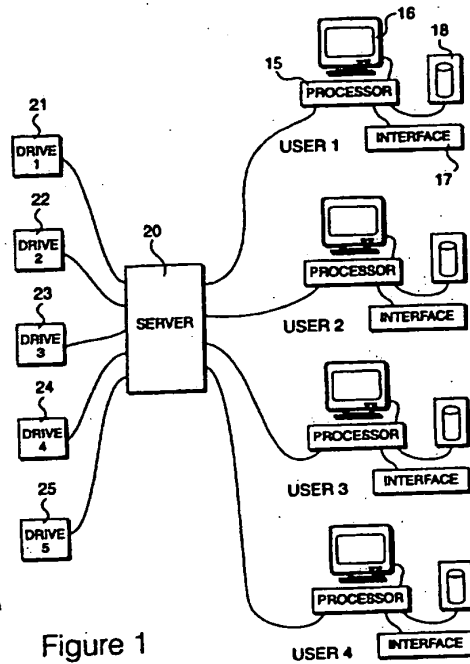 16
18
15
PROCESSOR
USER 1
INTERFACE
17
21
DRIVE
1
22
DRIVE
2
20
SERVER
PROCESSOR
USER 2
INTERFACE
23
DRIVE
3
24
DRIVE
4
PROCESSOR
USER 3
INTERFACE
25
DRIVE
5
PROCESSOR
USER 4
INTERFACE
Figure 1